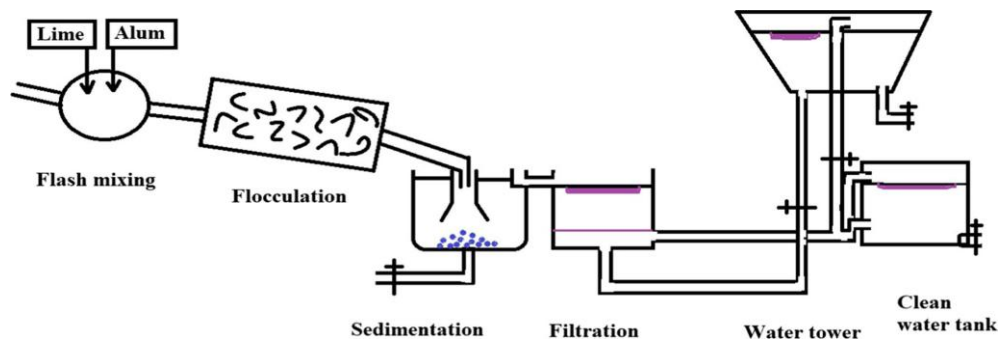 Lime
Alum
Flash mixing
Flocculation
Sedimentation
Filtration
Water tower
Clean
water tank